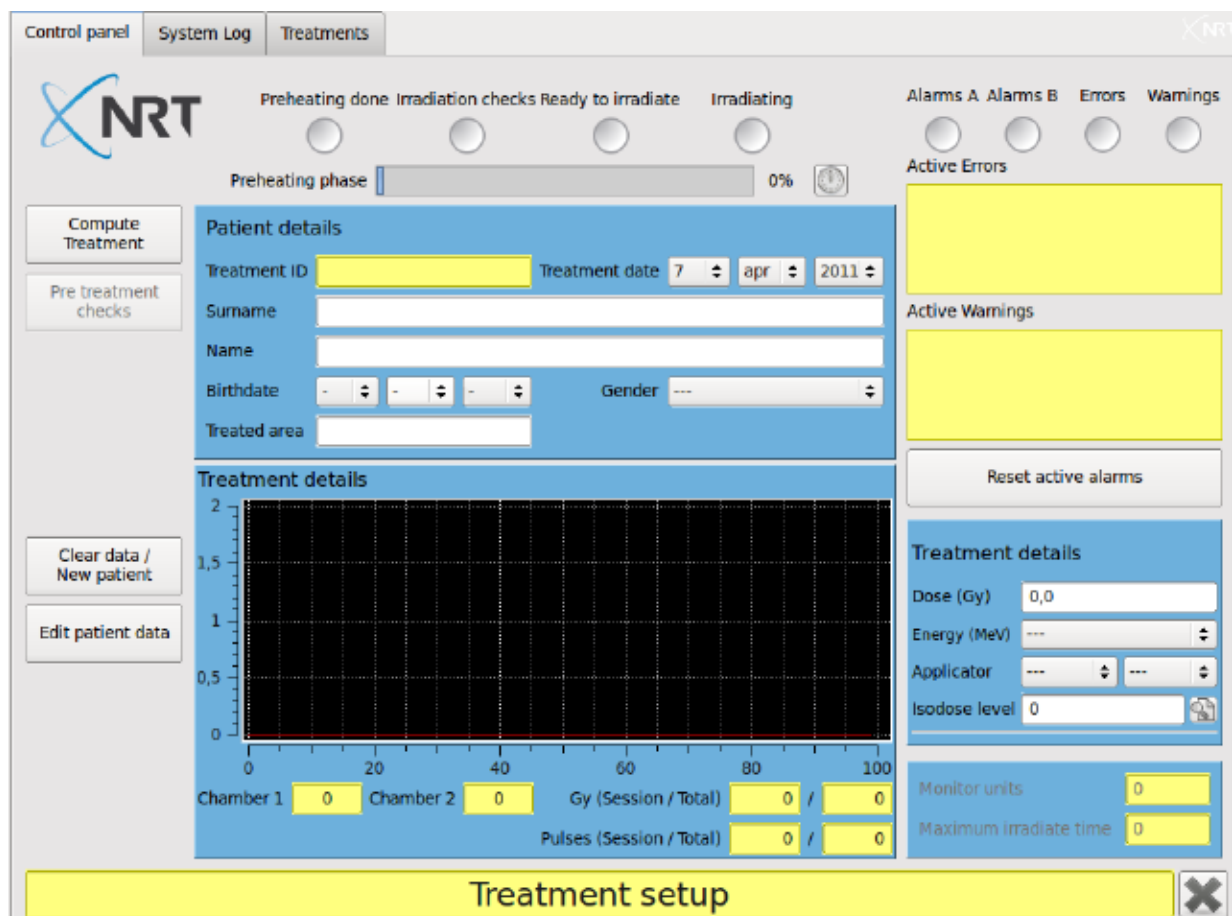 Control panel System Log Treatments
NRT
NRT
Preheating done Irradiation checks Ready to irradiate Irradiating
Alarms A Alarms B Errors Warnings
Preheating phase 0%
Active Errors
Compute
Treatment
Pre treatment
checks
Patient details
Treatment ID Treatment date 7 apr 2011
Surname
Name
Birthdate - - - Gender ---
Treated area
Active Warnings
Reset active alarms
Clear data /
New patient
Edit patient data
Treatment details
2
1,5
1
0,5
0
0 20 40 60 80 100
Chamber 1 0 Chamber 2 0 Gy (Session / Total) 0 / 0
Pulses (Session / Total) 0 / 0
Treatment details
Dose (Gy) 0,0
Energy (MeV) ---
Applicator --- ---
Isodose level 0
Monitor units 0
Maximum irradiate time 0
Treatment setup